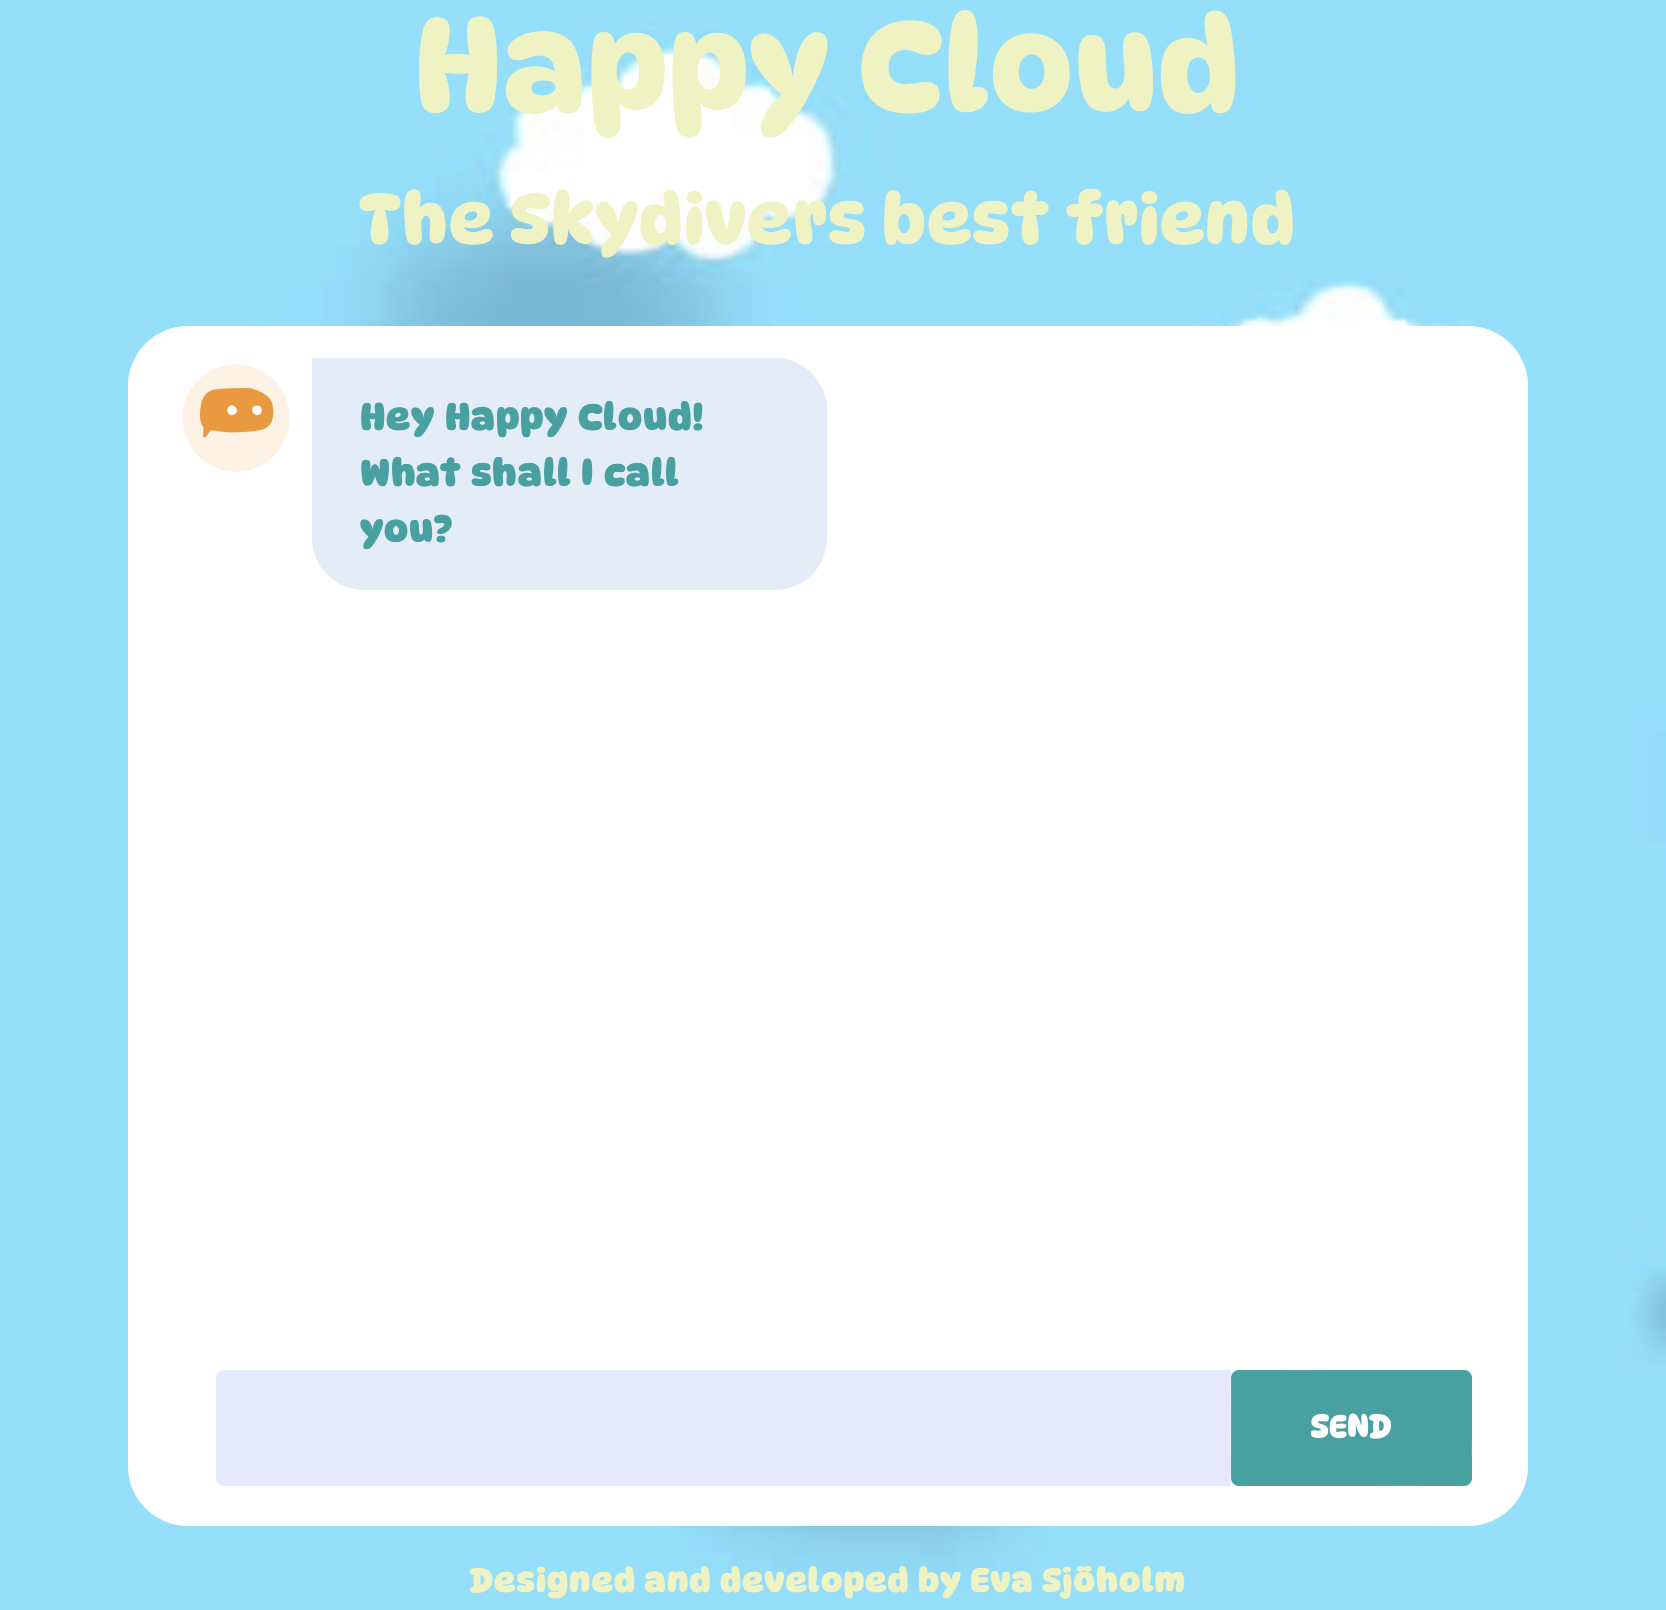 Happy Cloud
The Skydivers best friend
Hey Happy Cloud!
What shall I call
you?
SEND
Designed and developed by Eva Sjöholm